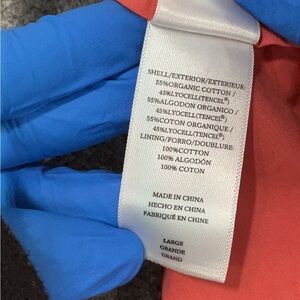 SHELL/EXTERIOR/EXTERIEUR:
55%ORGANIC COTTON/
45%LYOCELL(TENCEL®)
55%ALGODON ORGANICO/
45%LYOCELL(TENCEL®)
55%COTON ORGANIQUE/
45%LYOCELL(TENCEL®)
LINING/FORRO/DOUBLURE:
100%COTTON
100% ALGODÓN
100% COTON
MADE IN CHINA
HECHO EN CHINA
FABRIQUÉ EN CHINE
LARGE
GRANDE
GRAND